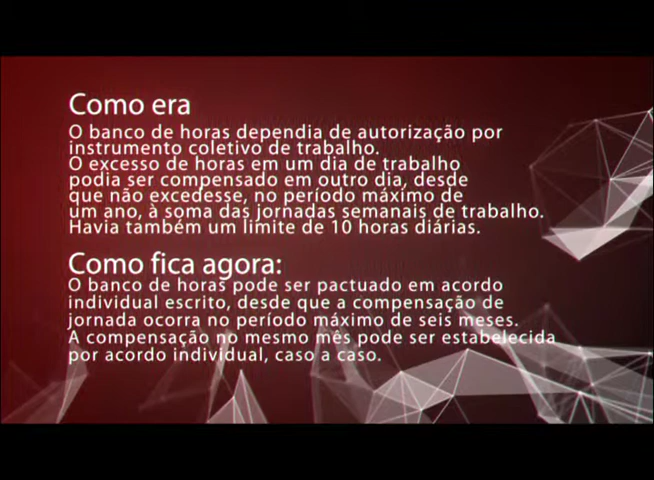 Como era
O banco de horas dependia de autorização por
instrumento coletivo de trabalho.
O excesso de horas em um dia de trabalho
podia ser compensado em outro dia, desde
que não excedesse, no período máximo de
um ano, à soma das jornadas semanais de trabalho.
Havia também um limite de 10 horas diárias.
Como fica agora:
O banco de horas pode ser pactuado em acordo
individual escrito, desde que a compensação de
jornada ocorra no período máximo de seis meses.
A compensação no mesmo mês pode ser estabelecida
por acordo individual, caso a caso.